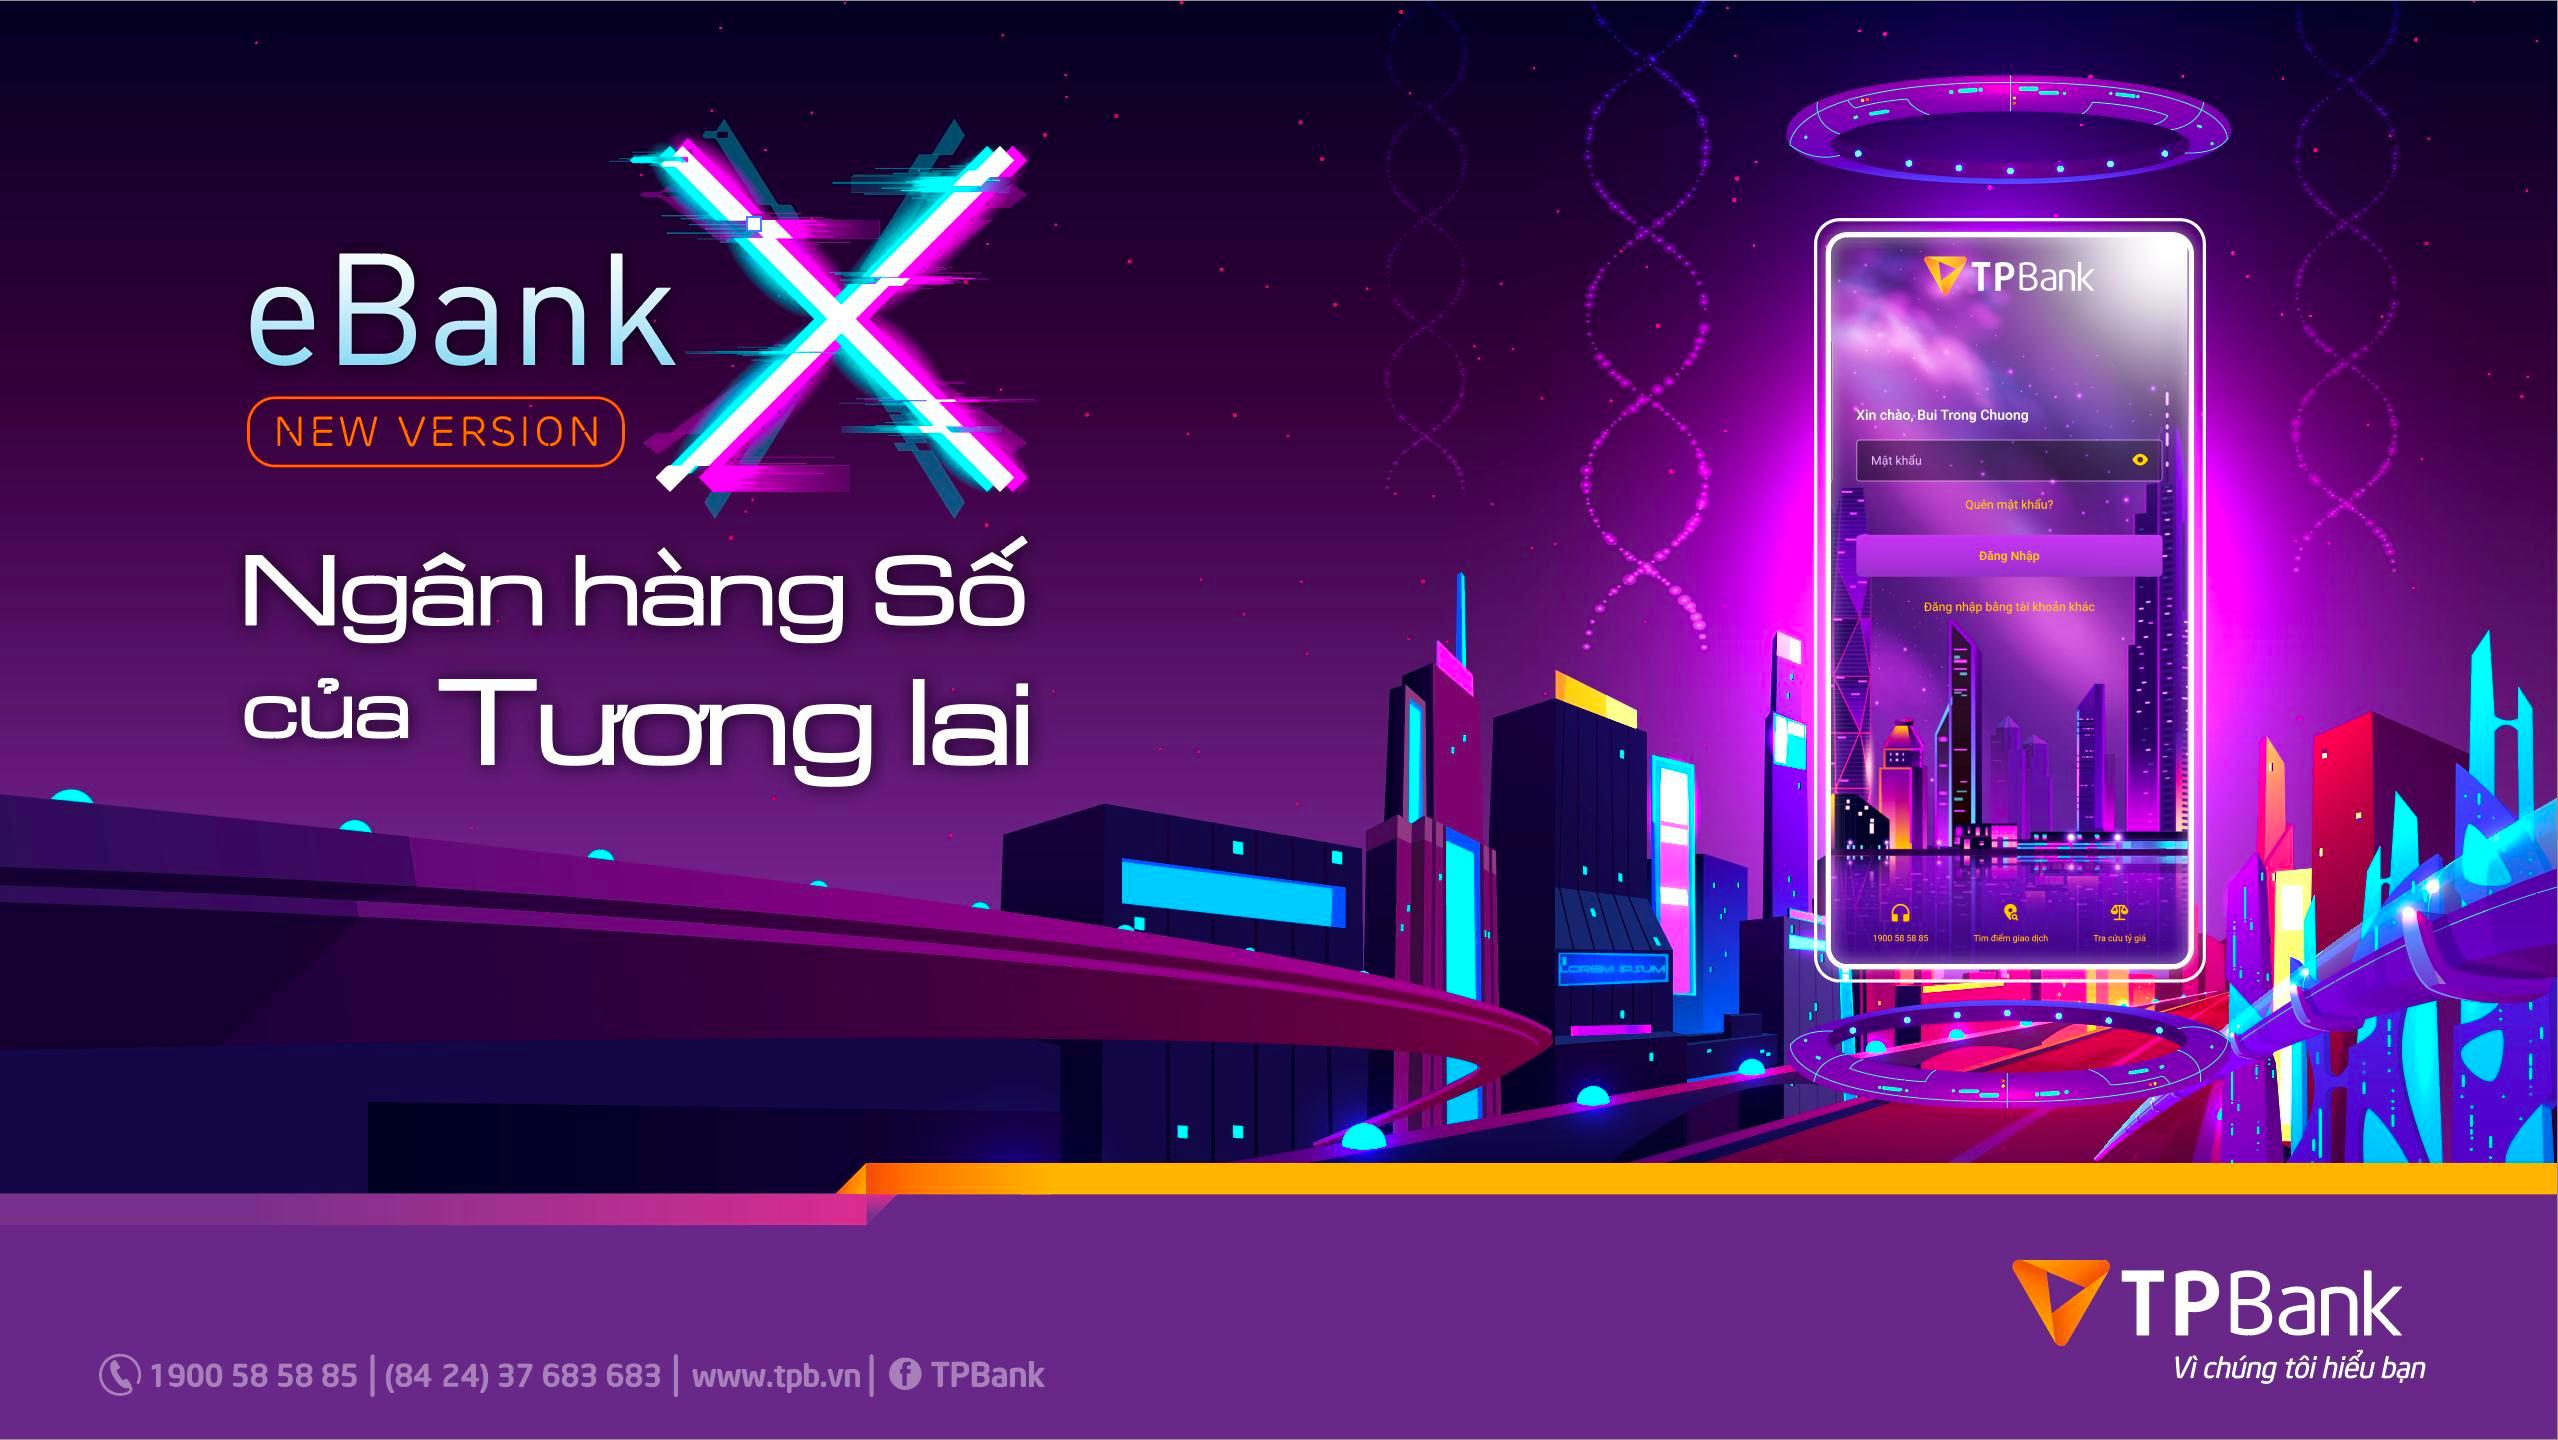 eBank X
NEW VERSION
Ngân hàng Số
của Tương lai
TPBank
Xin chào, Bui Trong Chuong
Mật khẩu
Quên mật khẩu?
Đăng Nhập
Đăng nhập bằng tài khoản khác
1900 58 58 85
Tìm điểm giao dịch
Tra cứu tỷ giá
LOREM IPSUM
TPBank
Vì chúng tôi hiểu bạn
1900 58 58 85 | (84 24) 37 683 683 | www.tpb.vn | TPBank